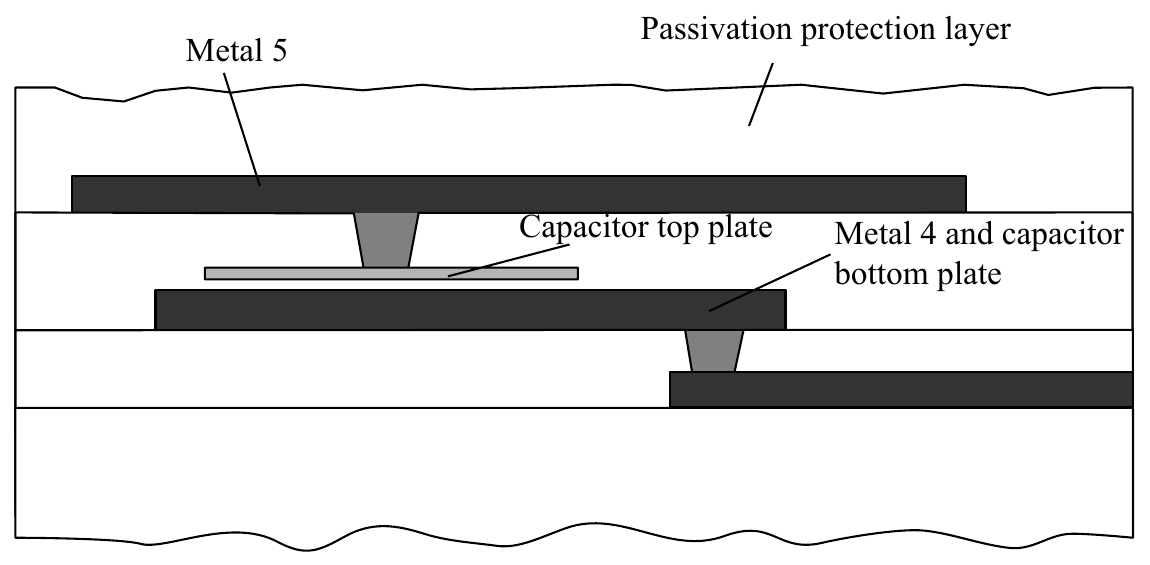 Passivation protection layer
Metal 5
Capacitor top plate
Metal 4 and capacitor
bottom plate